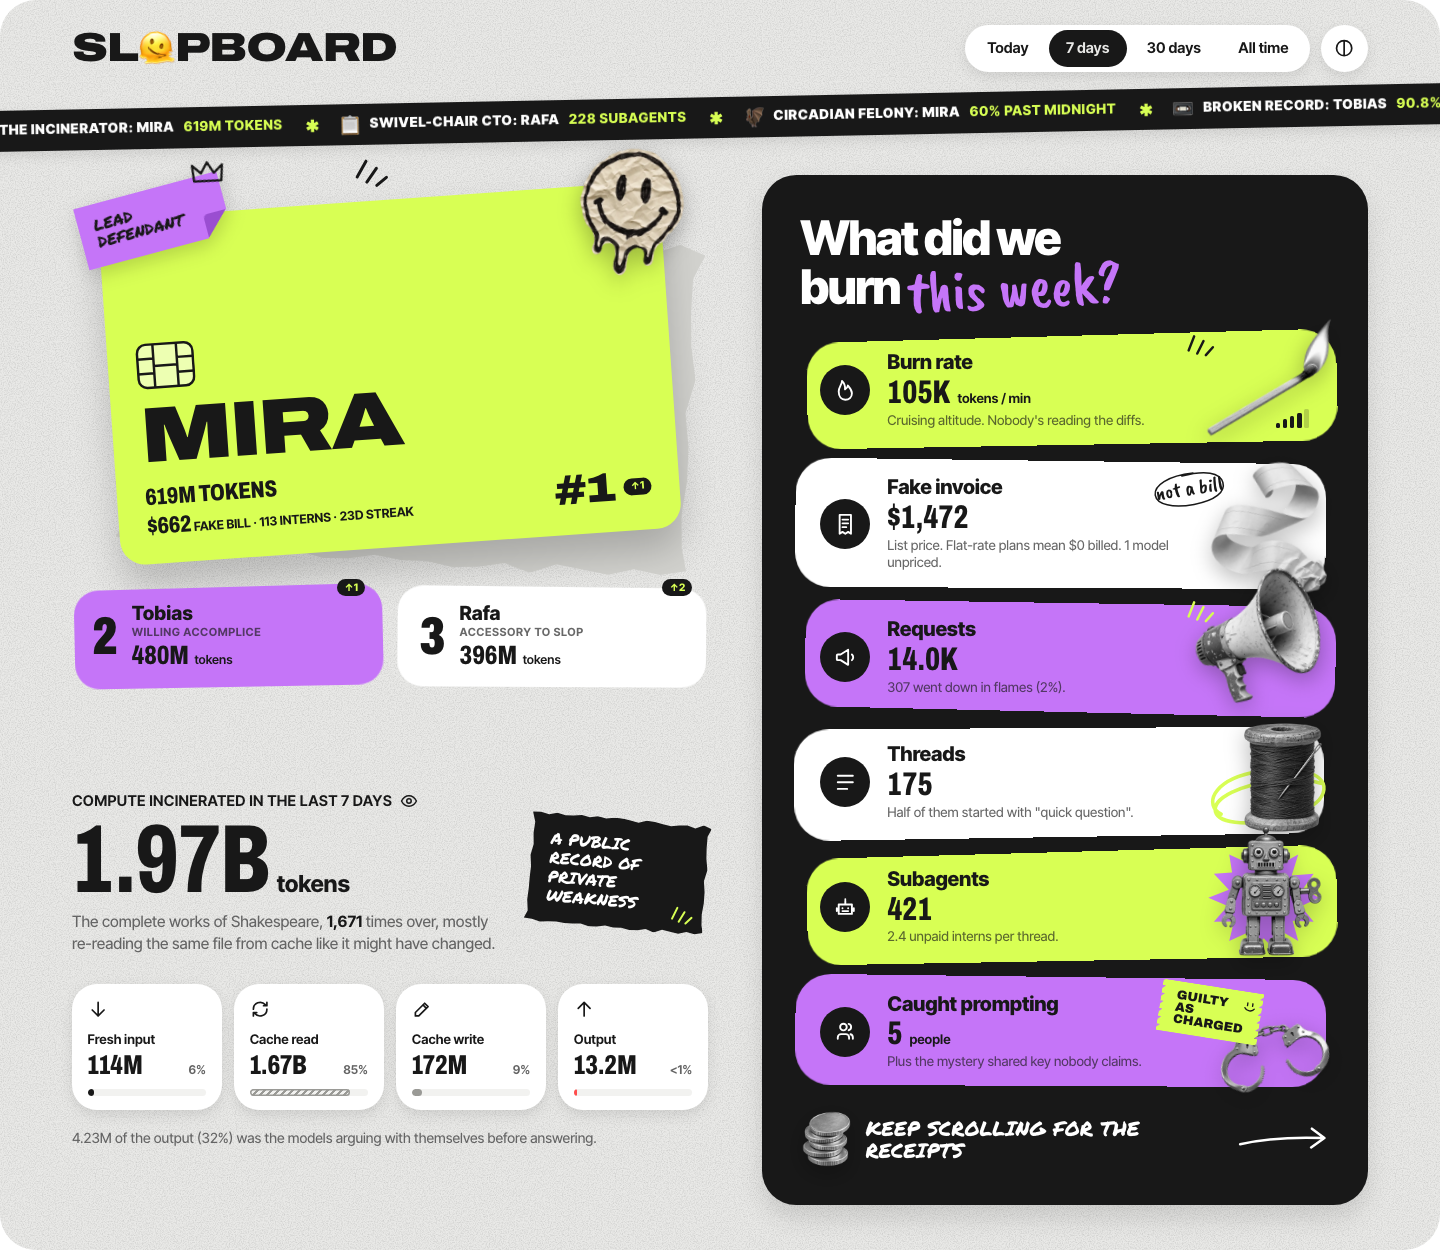 SLOPBOARD
Today
7 days
30 days
All time
THE INCINERATOR: MIRA 619M TOKENS
SWIVEL-CHAIR CTO: RAFA 228 SUBAGENTS
CIRCADIAN FELONY: MIRA 60% PAST MIDNIGHT
BROKEN RECORD: TOBIAS 90.8%
LEAD
DEFENDANT
MIRA
619M TOKENS
$662 FAKE BILL · 113 INTERNS · 23D STREAK
#1 ↑1
2
Tobias
WILLING ACCOMPLICE
480M tokens
↑1
3
Rafa
ACCESSORY TO SLOP
396M tokens
↑2
COMPUTE INCINERATED IN THE LAST 7 DAYS
1.97B tokens
The complete works of Shakespeare, 1,671 times over, mostly
re-reading the same file from cache like it might have changed.
A PUBLIC
RECORD OF
PRIVATE
WEAKNESS
Fresh input
114M 6%
Cache read
1.67B 85%
Cache write
172M 9%
Output
13.2M <1%
4.23M of the output (32%) was the models arguing with themselves before answering.
What did we
burn this week?
Burn rate
105K tokens / min
Cruising altitude. Nobody's reading the diffs.
Fake invoice
$1,472
List price. Flat-rate plans mean $0 billed. 1 model
unpriced.
not a bill
Requests
14.0K
307 went down in flames (2%).
Threads
175
Half of them started with "quick question".
Subagents
421
2.4 unpaid interns per thread.
Caught prompting
5 people
Plus the mystery shared key nobody claims.
GUILTY
AS
CHARGED
KEEP SCROLLING FOR THE
RECEIPTS